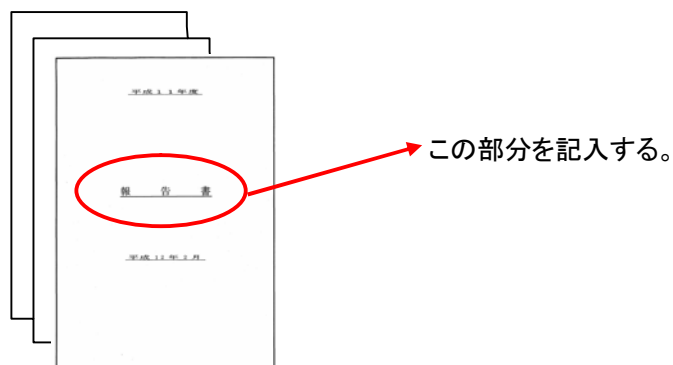 平成11年度
この部分を記入する。
報　告　書
平成12年2月